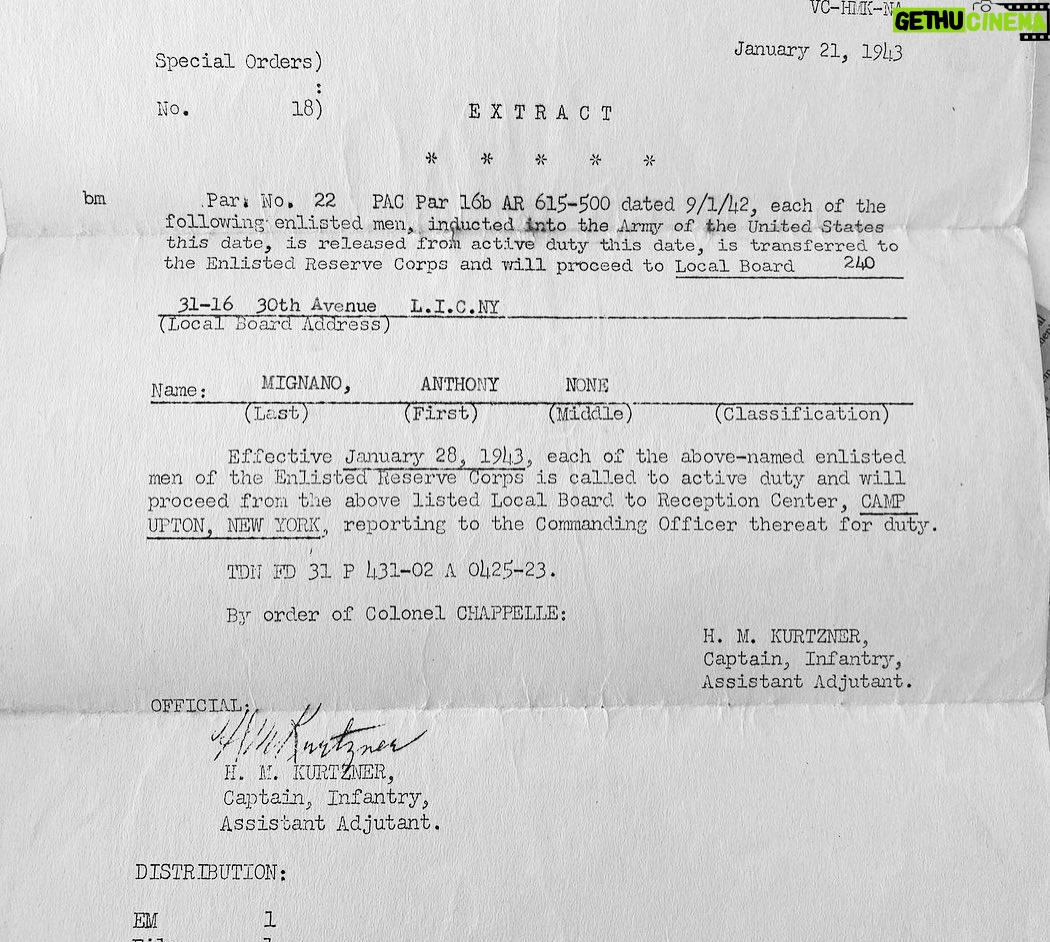 VC-HMK-NA
GETHUCINEMA
January 21, 1943
Special Orders)
:
No. 18)
E X T R A C T
* * * * *
bm
Par. No. 22 PAC Par 16b AR 615-500 dated 9/1/42, each of the
following enlisted men, inducted into the Army of the United States
this date, is released from active duty this date, is transferred to
the Enlisted Reserve Corps and will proceed to Local Board 240
31-16 30th Avenue L.I.C.NY
(Local Board Address)
Name: MIGNANO, ANTHONY NONE
(Last) (First) (Middle) (Classification)
Effective January 28, 1943, each of the above-named enlisted
men of the Enlisted Reserve Corps is called to active duty and will
proceed from the above listed Local Board to Reception Center, CAMP
UPTON, NEW YORK, reporting to the Commanding Officer thereat for duty.
TDN FD 31 P 431-02 A 0425-23.
By order of Colonel CHAPPELLE:
H. M. KURTZNER,
Captain, Infantry,
Assistant Adjutant.
OFFICIAL:
H M Kurtzner
H. M. KURTZNER,
Captain, Infantry,
Assistant Adjutant.
DISTRIBUTION:
EM 1